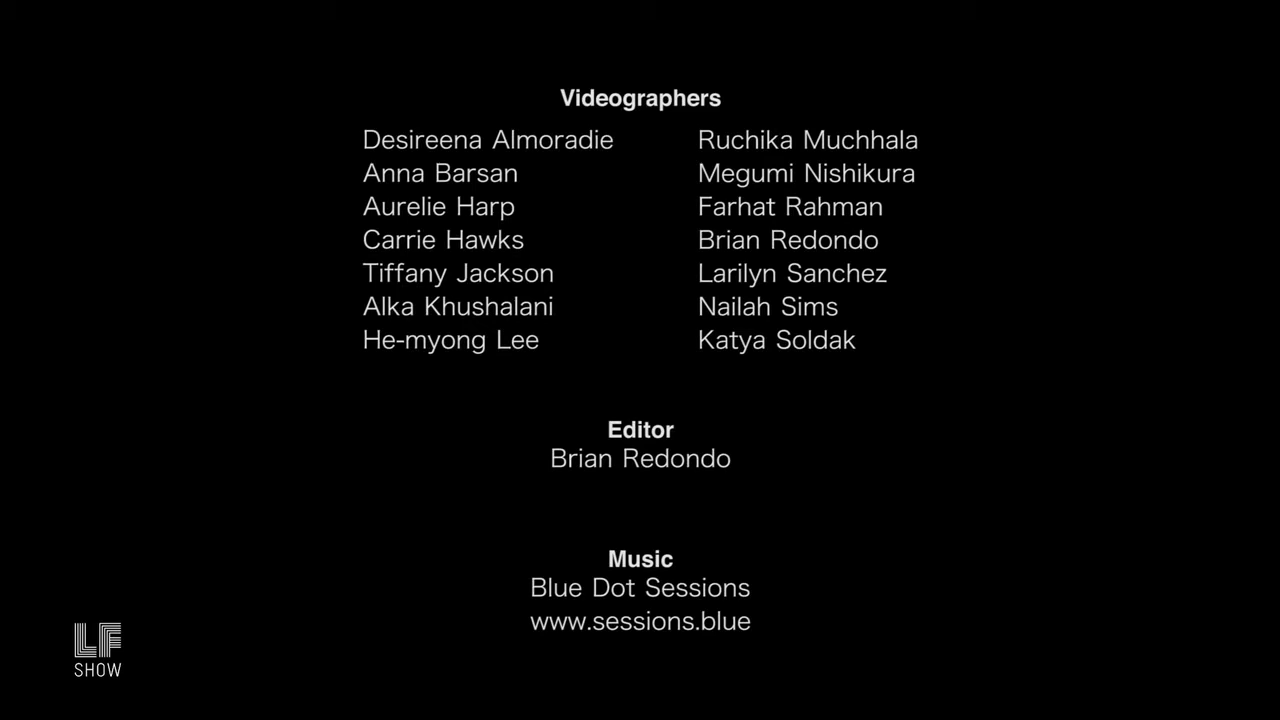 Videographers
Desireena Almoradie
Anna Barsan
Aurelie Harp
Carrie Hawks
Tiffany Jackson
Alka Khushalani
He-myong Lee
Ruchika Muchhala
Megumi Nishikura
Farhat Rahman
Brian Redondo
Larilyn Sanchez
Nailah Sims
Katya Soldak
Editor
Brian Redondo
Music
Blue Dot Sessions
www.sessions.blue
LF
SHOW